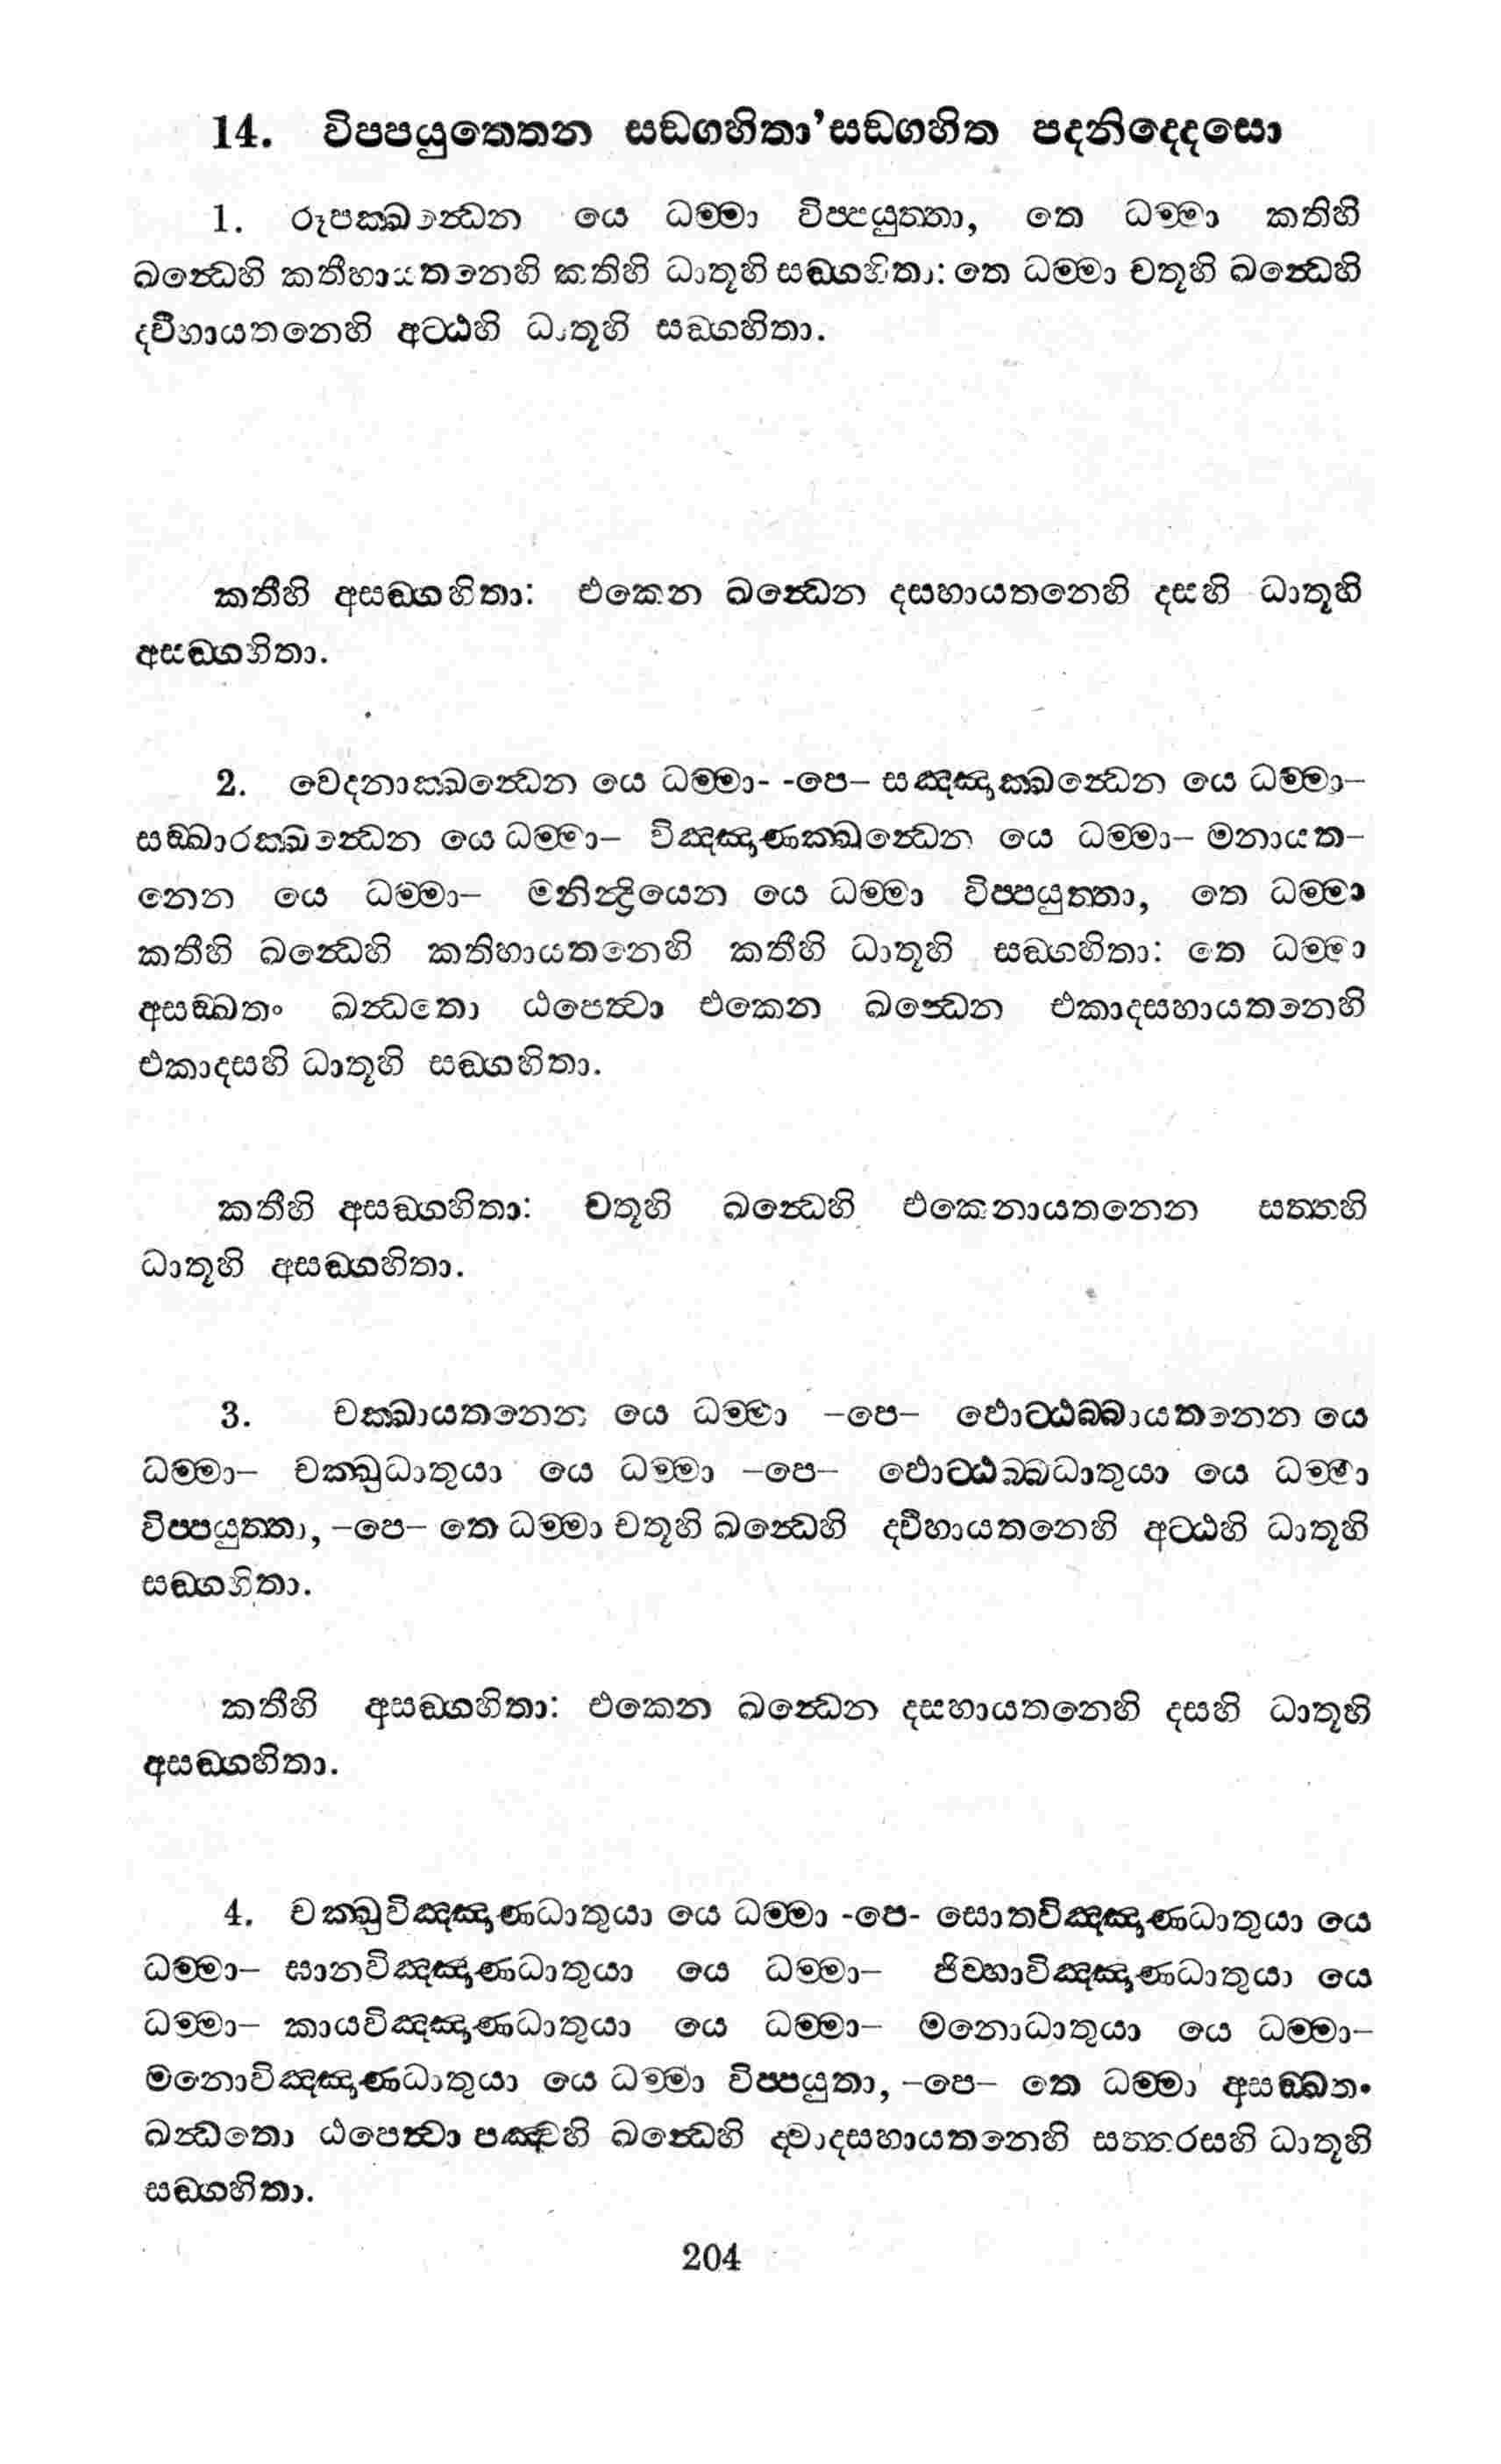 14. විප්පයුත්තෙන සඞ්ගහිතා'සඞ්ගහිත පදනිද්දෙසො
1. රූපක්ඛන්ධෙන යෙ ධම්මා විප්පයුත්තා, තෙ ධම්මා කතිහි
ඛන්ධෙහි කතීහායතනෙහි කතිහි ධාතූහි සඞ්ගහිතා: තෙ ධම්මා චතූහි ඛන්ධෙහි
ද්වීහායතනෙහි අට්ඨහි ධාතූහි සඞ්ගහිතා.
කතීහි අසඞ්ගහිතා: එකෙන ඛන්ධෙන දසහායතනෙහි දසහි ධාතූහි
අසඞ්ගහිතා.
2. වෙදනාක්ඛන්ධෙන යෙ ධම්මා- -පෙ– සඤ්ඤාක්ඛන්ධෙන යෙ ධම්මා–
සඞ්ඛාරක්ඛන්ධෙන යෙ ධම්මා– විඤ්ඤාණක්ඛන්ධෙන යෙ ධම්මා– මනායත–
නෙන යෙ ධම්මා– මනින්ද්‍රියෙන යෙ ධම්මා විප්පයුත්තා, තෙ ධම්මා
කතීහි ඛන්ධෙහි කතිහායතනෙහි කතීහි ධාතූහි සඞ්ගහිතා: තෙ ධම්මා
අසඞ්ඛතං ඛන්ධතො ඨපෙත්වා එකෙන ඛන්ධෙන එකාදසහායතනෙහි
එකාදසහි ධාතූහි සඞ්ගහිතා.
කතීහි අසඞ්ගහිතා: චතූහි ඛන්ධෙහි එකෙනායතනෙන සත්තහි
ධාතූහි අසඞ්ගහිතා.
3. චක්ඛායතනෙන යෙ ධම්මා –පෙ– ඵොට්ඨබ්බායතනෙන යෙ
ධම්මා– චක්ඛුධාතුයා යෙ ධම්මා –පෙ– ඵොට්ඨබ්බධාතුයා යෙ ධම්මා
විප්පයුත්තා, –පෙ– තෙ ධම්මා චතූහි ඛන්ධෙහි ද්වීහායතනෙහි අට්ඨහි ධාතූහි
සඞ්ගහිතා.
කතීහි අසඞ්ගහිතා: එකෙන ඛන්ධෙන දසහායතනෙහි දසහි ධාතූහි
අසඞ්ගහිතා.
4. චක්ඛුවිඤ්ඤාණධාතුයා යෙ ධම්මා -පෙ- සොතවිඤ්ඤාණධාතුයා යෙ
ධම්මා– ඝානවිඤ්ඤාණධාතුයා යෙ ධම්මා– ජිව්හාවිඤ්ඤාණධාතුයා යෙ
ධම්මා– කායවිඤ්ඤාණධාතුයා යෙ ධම්මා– මනොධාතුයා යෙ ධම්මා–
මනොවිඤ්ඤාණධාතුයා යෙ ධම්මා විප්පයුතා, –පෙ– තෙ ධම්මා අසඞ්ඛතං
ඛන්ධතො ඨපෙත්වා පඤ්චහි ඛන්ධෙහි ද්වාදසහායතනෙහි සත්තරසහි ධාතූහි
සඞ්ගහිතා.
204